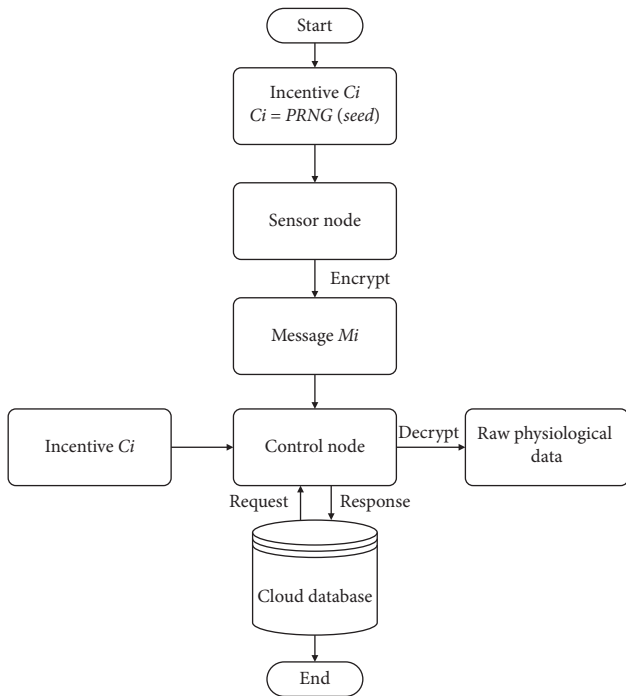 Start
Incentive Ci
Ci = PRNG (seed)
Sensor node
Encrypt
Message Mi
Incentive Ci
Control node
Decrypt
Raw physiological
data
Request
Response
Cloud database
End